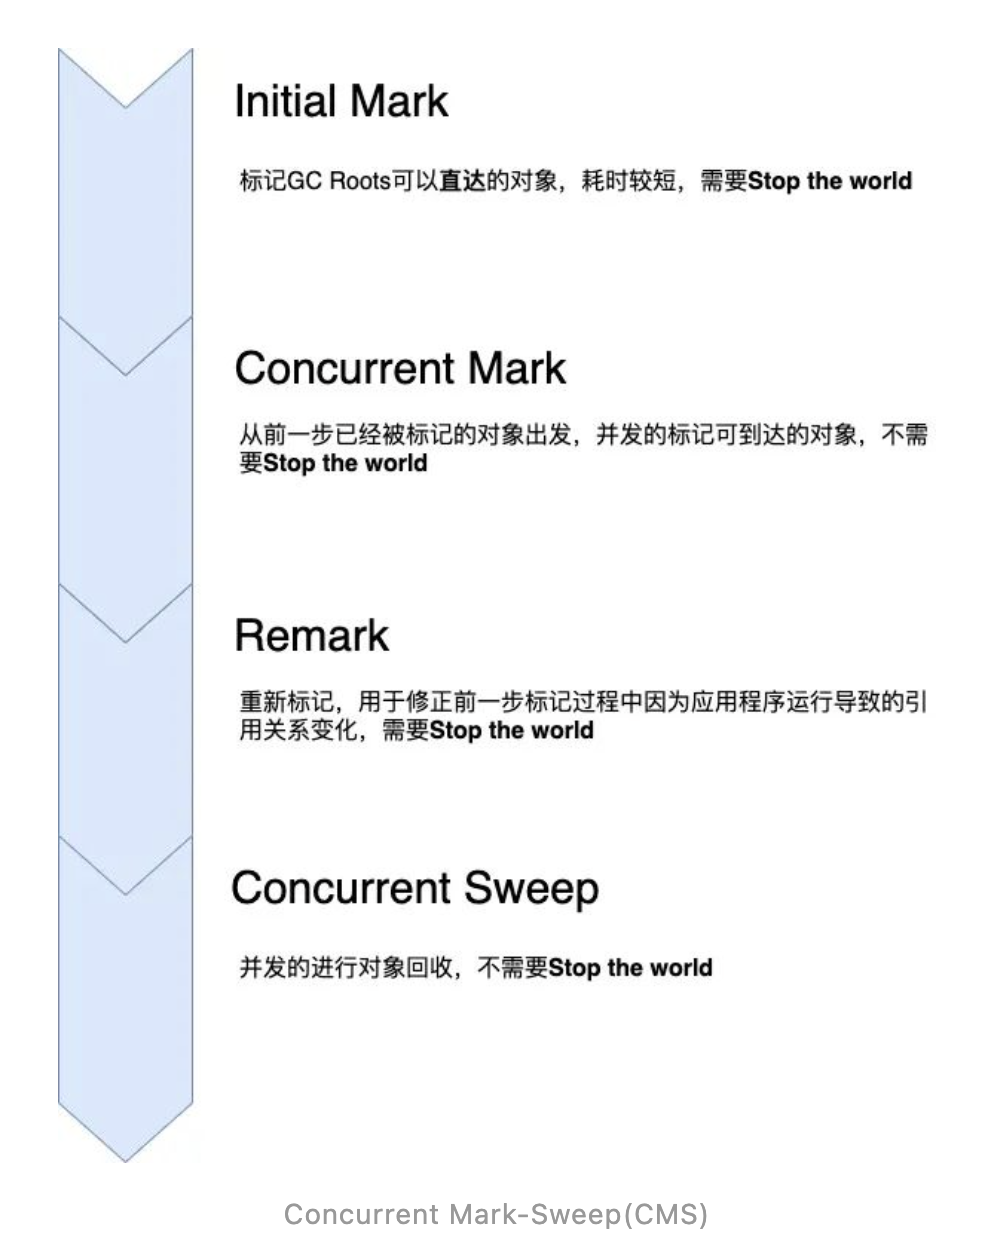 Initial Mark
标记GC Roots可以直达的对象，耗时较短，需要Stop the world
Concurrent Mark
从前一步已经被标记的对象出发，并发的标记可到达的对象，不需
要Stop the world
Remark
重新标记，用于修正前一步标记过程中因为应用程序运行导致的引
用关系变化，需要Stop the world
Concurrent Sweep
并发的进行对象回收，不需要Stop the world
Concurrent Mark-Sweep(CMS)